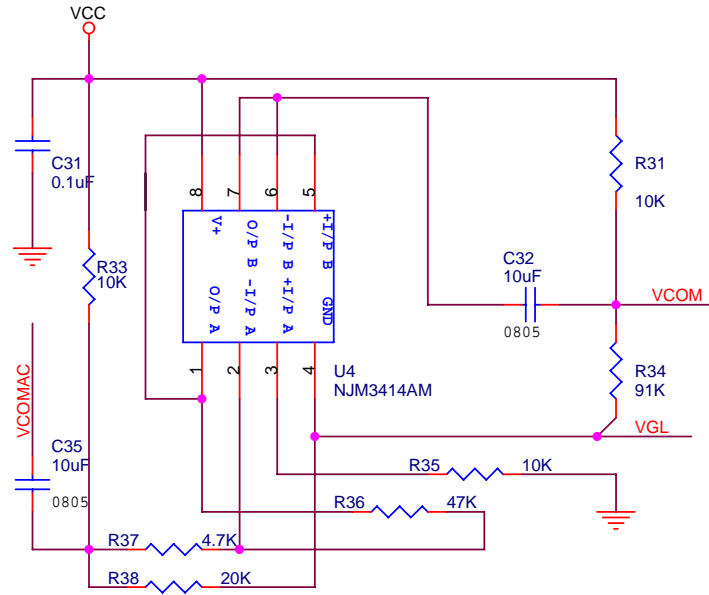 VCC
C31
0.1uF
R33
10K
8
7
6
5
V+
O/P B
-I/P B
+I/P B
O/P A
-I/P A
+I/P A
GND
1
2
3
4
U4
NJM3414AM
R31
10K
C32
10uF
0805
VCOM
R34
91K
VGL
VCOMAC
C35
10uF
0805
R35
10K
R36
47K
R37
4.7K
R38
20K